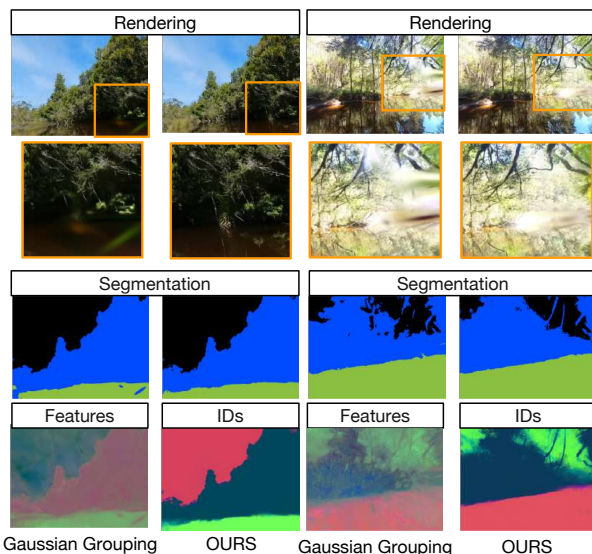 Rendering
Rendering
Segmentation
Segmentation
Features
IDs
Features
IDs
Gaussian Grouping
OURS
Gaussian Grouping
OURS